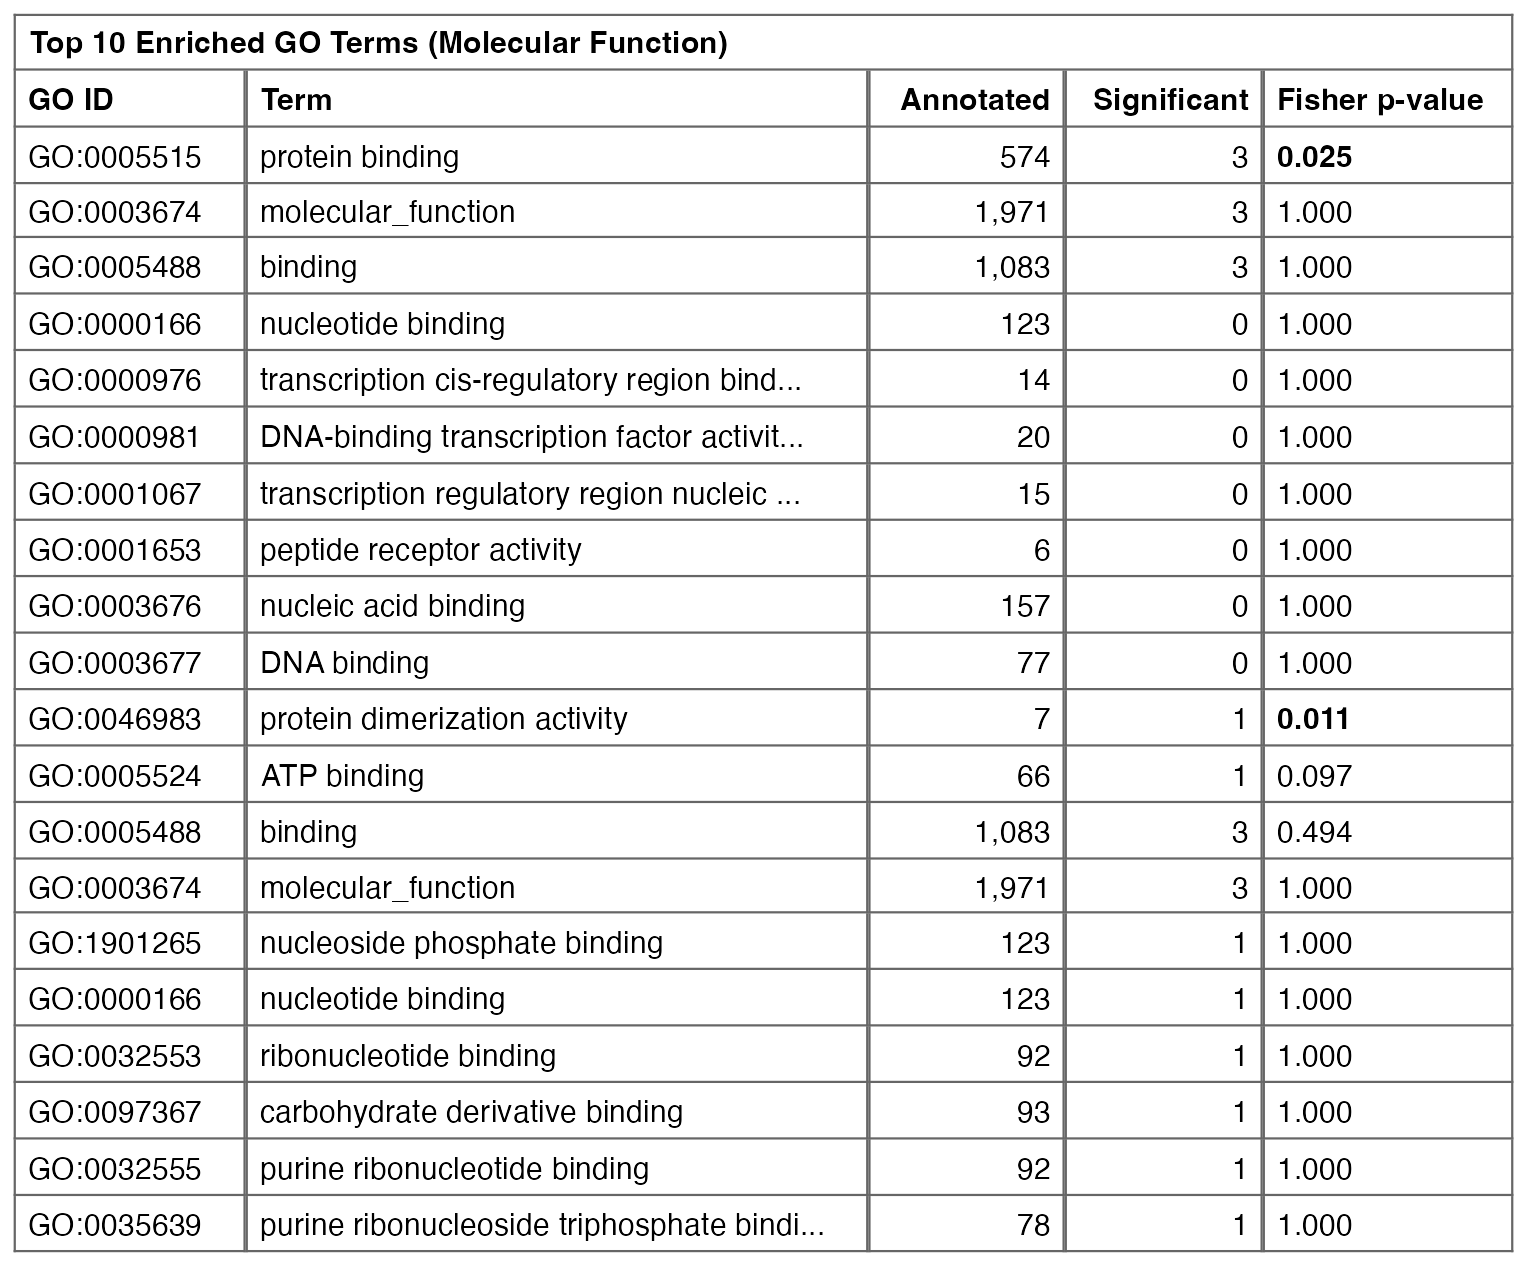 Top 10 Enriched GO Terms (Molecular Function)
GO ID Term Annotated Significant Fisher p-value
GO:0005515 protein binding 574 3 0.025
GO:0003674 molecular_function 1,971 3 1.000
GO:0005488 binding 1,083 3 1.000
GO:0000166 nucleotide binding 123 0 1.000
GO:0000976 transcription cis-regulatory region bind... 14 0 1.000
GO:0000981 DNA-binding transcription factor activit... 20 0 1.000
GO:0001067 transcription regulatory region nucleic ... 15 0 1.000
GO:0001653 peptide receptor activity 6 0 1.000
GO:0003676 nucleic acid binding 157 0 1.000
GO:0003677 DNA binding 77 0 1.000
GO:0046983 protein dimerization activity 7 1 0.011
GO:0005524 ATP binding 66 1 0.097
GO:0005488 binding 1,083 3 0.494
GO:0003674 molecular_function 1,971 3 1.000
GO:1901265 nucleoside phosphate binding 123 1 1.000
GO:0000166 nucleotide binding 123 1 1.000
GO:0032553 ribonucleotide binding 92 1 1.000
GO:0097367 carbohydrate derivative binding 93 1 1.000
GO:0032555 purine ribonucleotide binding 92 1 1.000
GO:0035639 purine ribonucleoside triphosphate bindi... 78 1 1.000